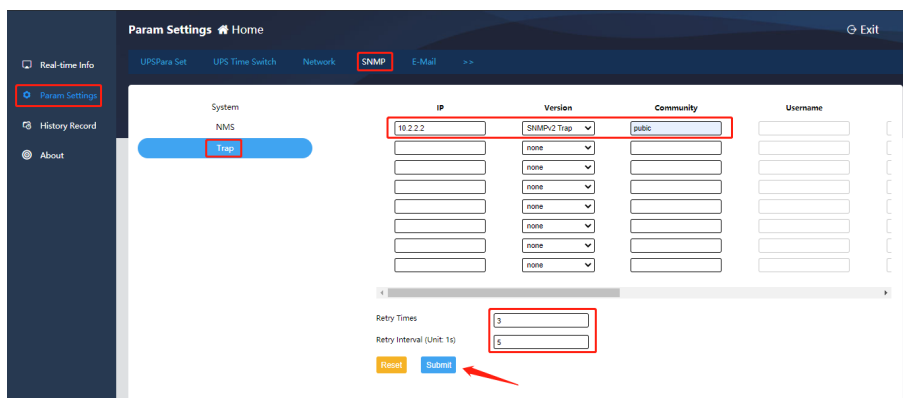 Param Settings Home Exit
Real-time Info
Param Settings
History Record
About
UPSPara Set UPS Time Switch Network SNMP E-Mail >>
System
NMS
Trap
IP Version Community Username
10.2.2.2 SNMPv2 Trap pubic
none
none
none
none
none
none
none
Retry Times 3
Retry Interval (Unit: 1s) 5
Reset Submit